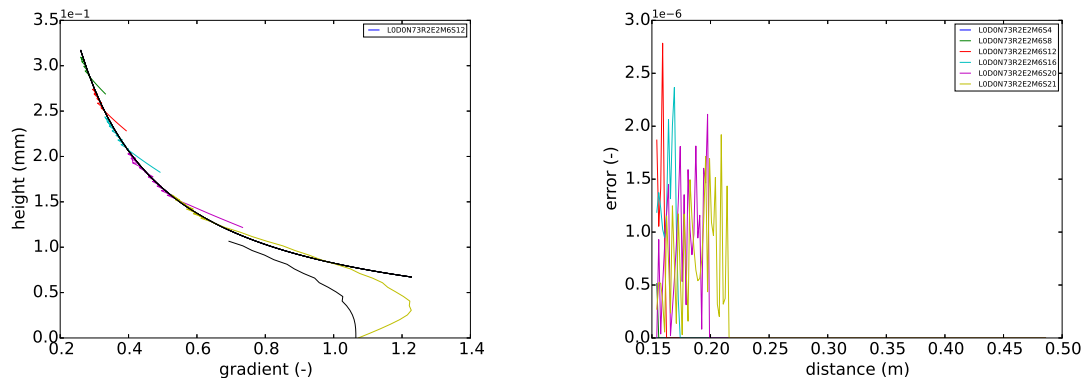 1e−1
3.5
3.0
2.5
2.0
1.5
1.0
0.5
0.0
height (mm)
0.2 0.4 0.6 0.8 1.0 1.2 1.4
gradient (-)
L0D0N73R2E2M6S12
1e−6
3.0
2.5
2.0
1.5
1.0
0.5
0.0
error (-)
0.15 0.20 0.25 0.30 0.35 0.40 0.45 0.50
distance (m)
L0D0N73R2E2M6S4
L0D0N73R2E2M6S8
L0D0N73R2E2M6S12
L0D0N73R2E2M6S16
L0D0N73R2E2M6S20
L0D0N73R2E2M6S21